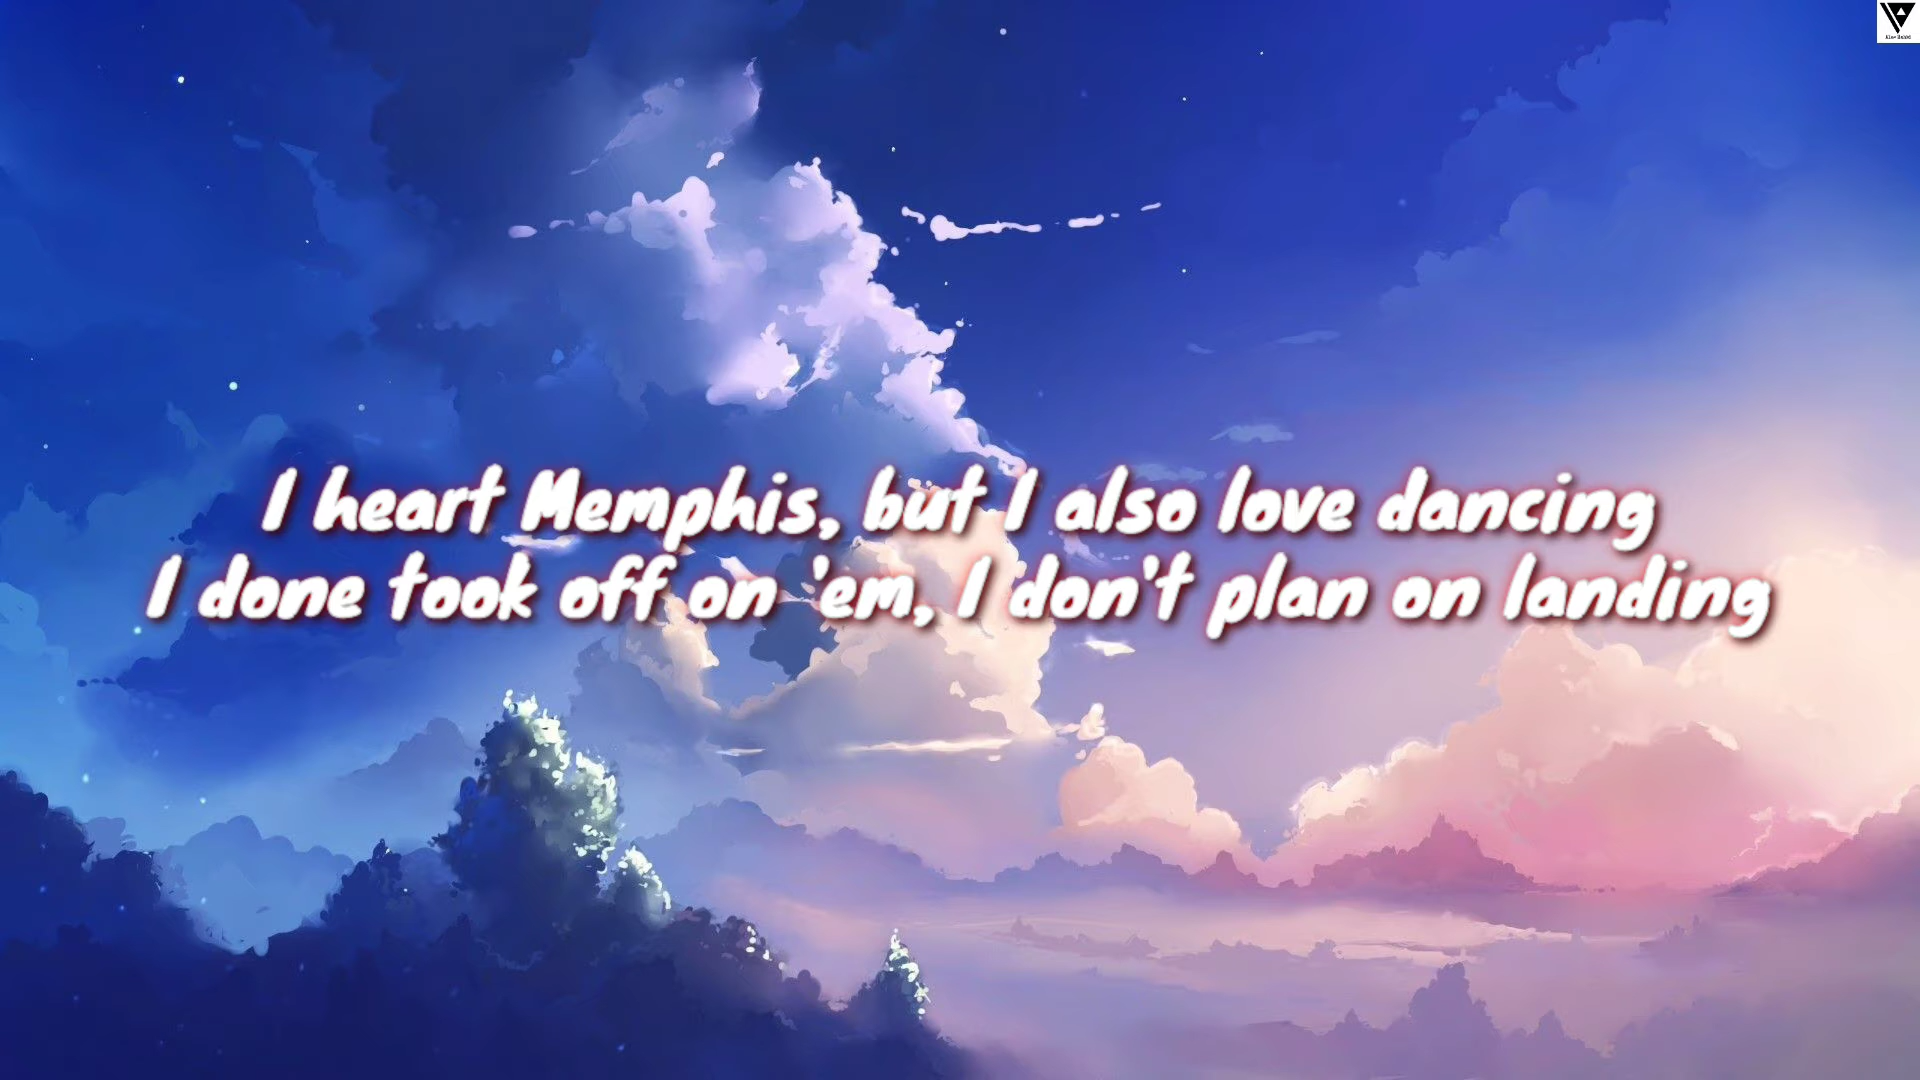 I heart Memphis, but I also love dancing
I done took off on 'em, I don't plan on landing